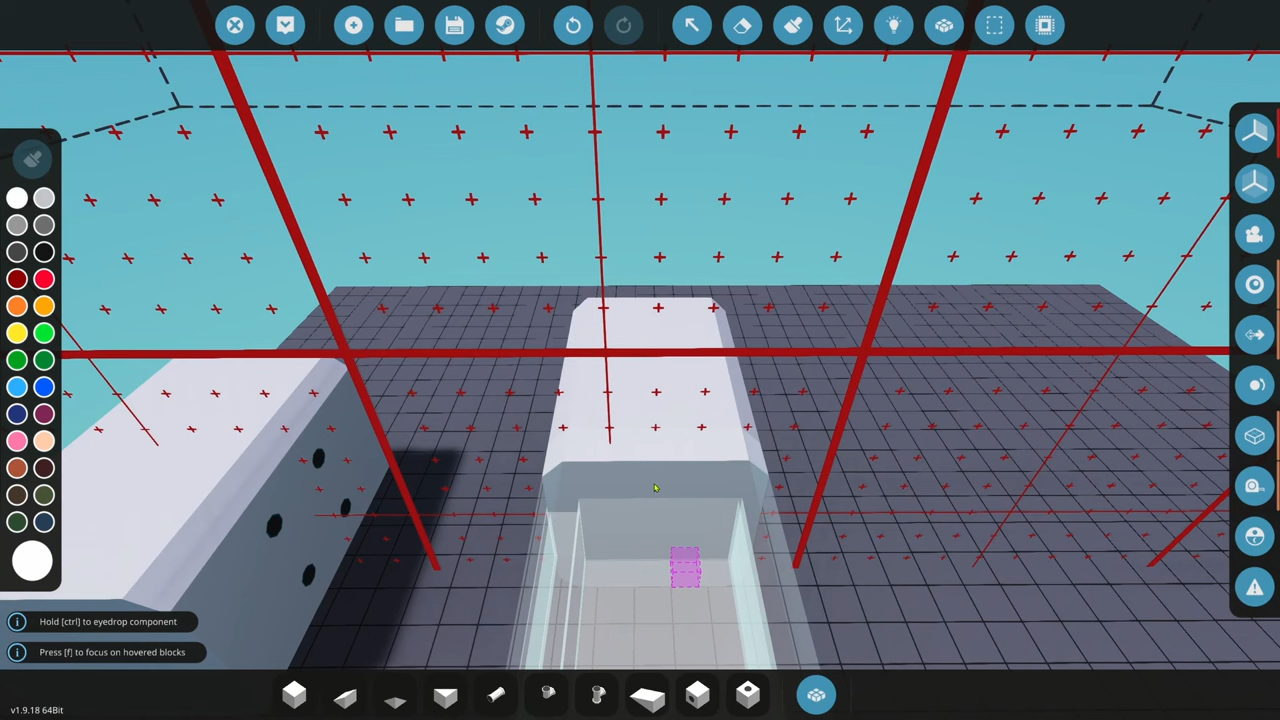 Hold [ctrl] to eyedrop component
Press [f] to focus on hovered blocks
v1.9.18 64Bit